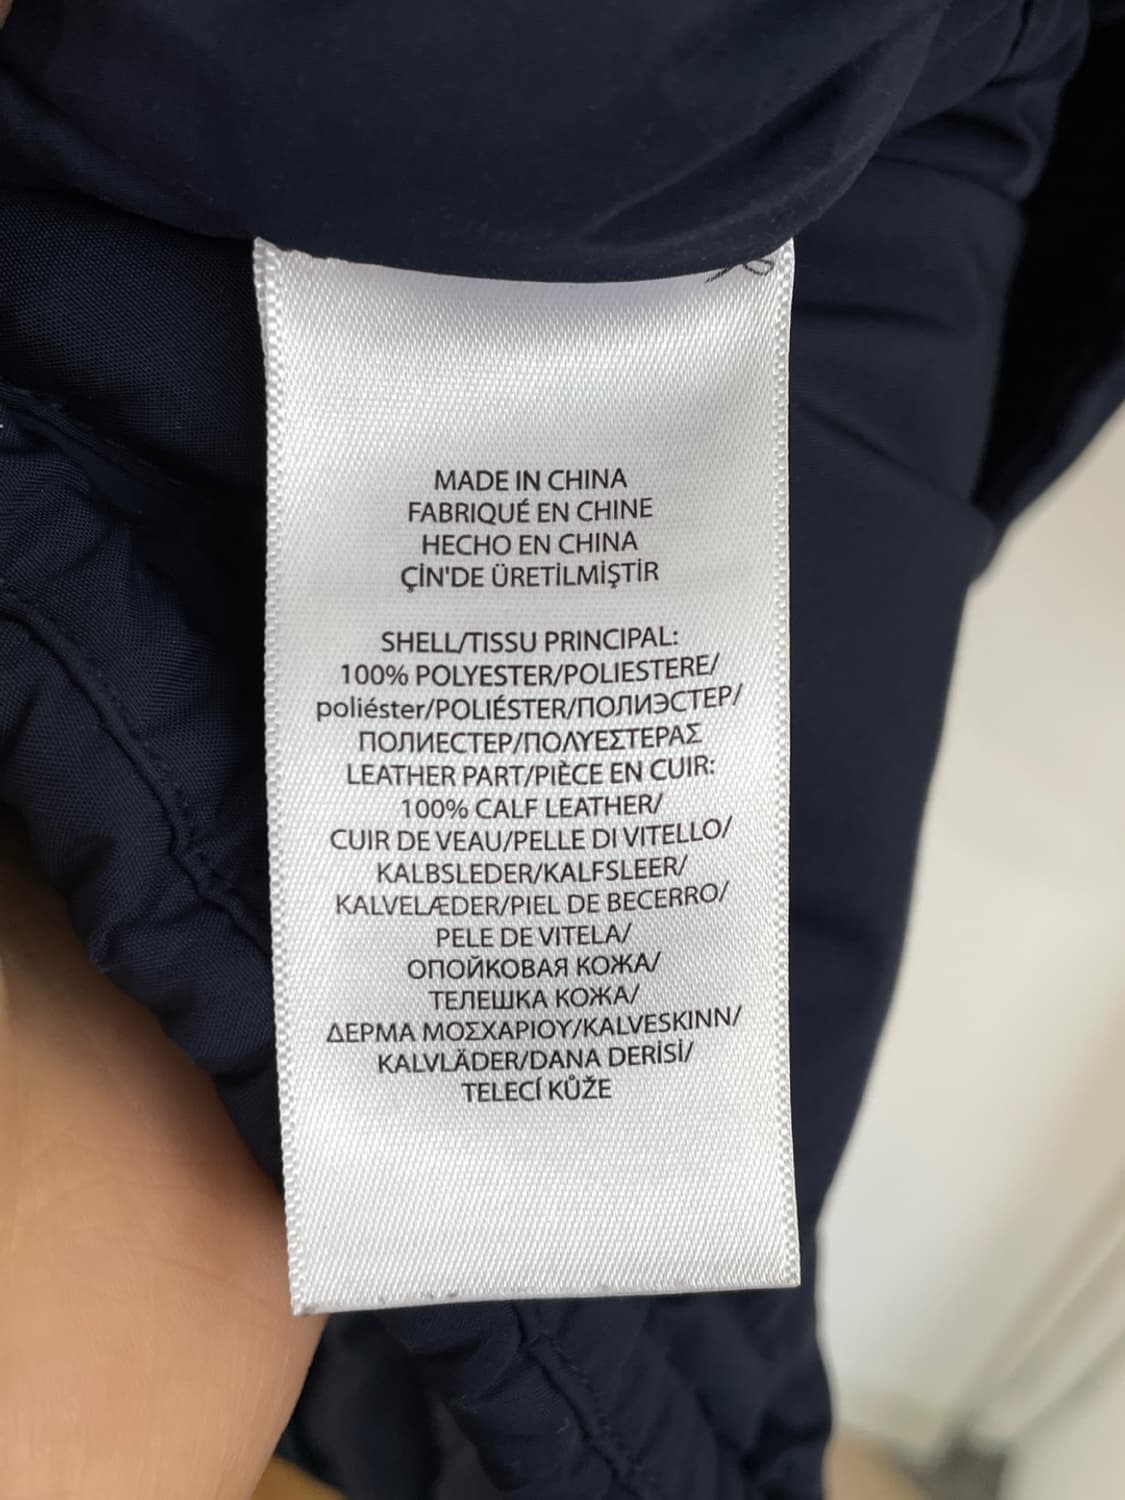 MADE IN CHINA
FABRIQUÉ EN CHINE
HECHO EN CHINA
ÇİN'DE ÜRETİLMİŞTİR
SHELL/TISSU PRINCIPAL:
100% POLYESTER/POLIESTERE/
poliéster/POLIÉSTER/ПОЛИЭСТЕР/
ПОЛИЕСТЕР/ΠΟΛΥΕΣΤΕΡΑΣ
LEATHER PART/PIÈCE EN CUIR:
100% CALF LEATHER/
CUIR DE VEAU/PELLE DI VITELLO/
KALBSLEDER/KALFSLEER/
KALVELÆDER/PIEL DE BECERRO/
PELE DE VITELA/
ОПОЙКОВАЯ КОЖА/
ТЕЛЕШКА КОЖА/
ΔΕΡΜΑ ΜΟΣΧΑΡΙΟΥ/KALVESKINN/
KALVLÄDER/DANA DERİSİ/
TELECÍ KŮŽE